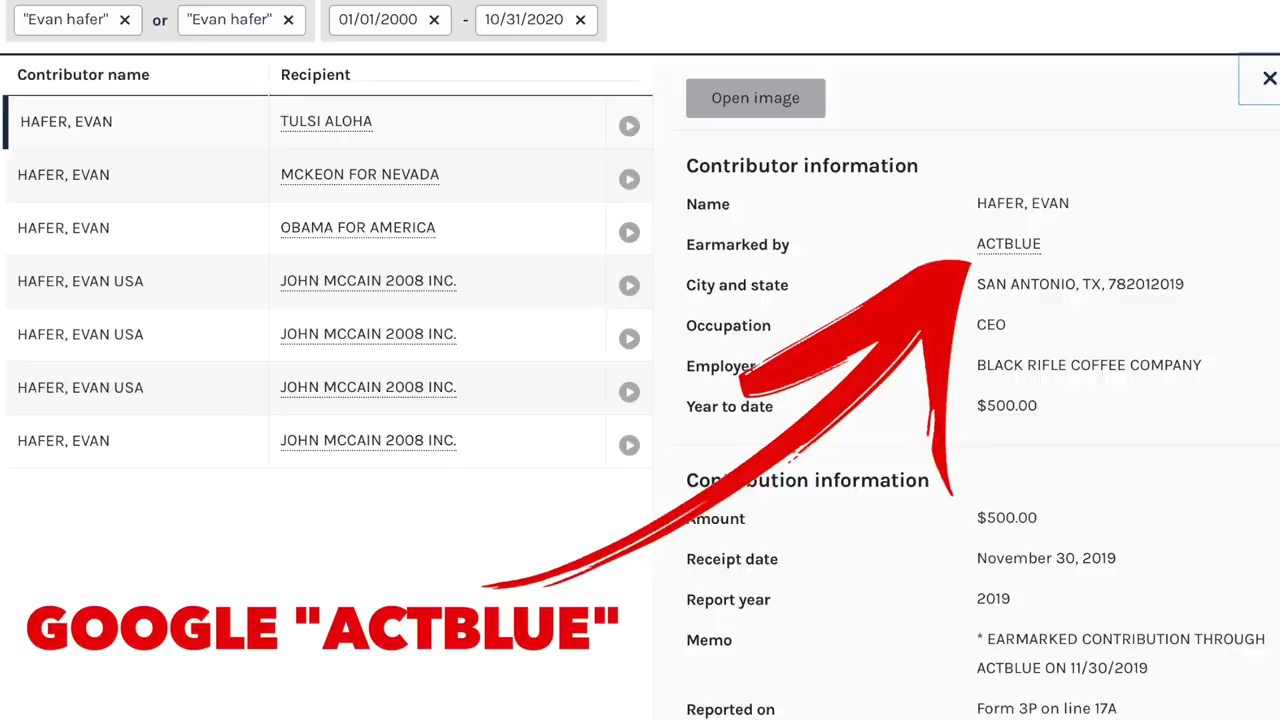 "Evan hafer" × or "Evan hafer" × 01/01/2000 × - 10/31/2020 ×
Contributor name Recipient
HAFER, EVAN TULSI ALOHA
HAFER, EVAN MCKEON FOR NEVADA
HAFER, EVAN OBAMA FOR AMERICA
HAFER, EVAN USA JOHN MCCAIN 2008 INC.
HAFER, EVAN USA JOHN MCCAIN 2008 INC.
HAFER, EVAN USA JOHN MCCAIN 2008 INC.
HAFER, EVAN JOHN MCCAIN 2008 INC.
GOOGLE "ACTBLUE"
×
Open image
Contributor information
Name HAFER, EVAN
Earmarked by ACTBLUE
City and state SAN ANTONIO, TX, 782012019
Occupation CEO
Employer BLACK RIFLE COFFEE COMPANY
Year to date $500.00
Contribution information
Amount $500.00
Receipt date November 30, 2019
Report year 2019
Memo * EARMARKED CONTRIBUTION THROUGH
ACTBLUE ON 11/30/2019
Reported on Form 3P on line 17A